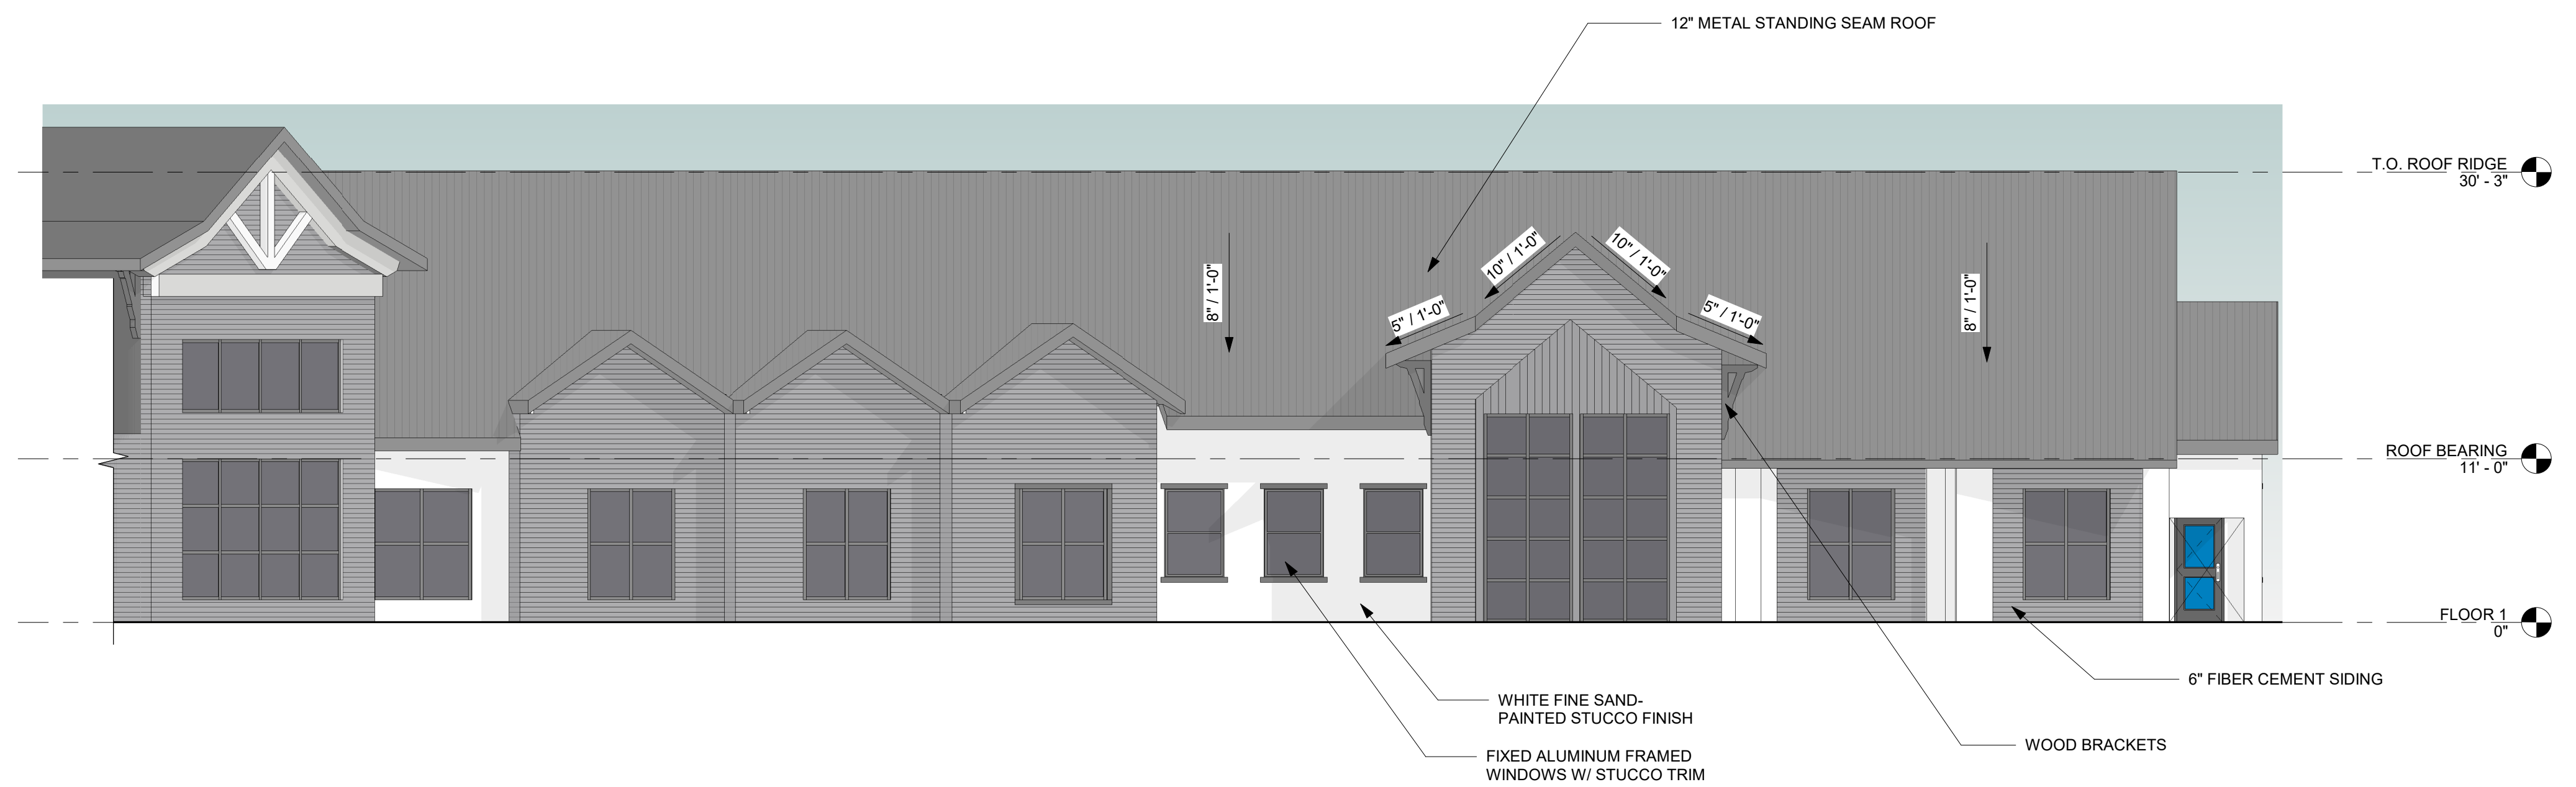 12" METAL STANDING SEAM ROOF
T.O. ROOF RIDGE
30' - 3"
10" / 1'-0"
10" / 1'-0"
8" / 1'-0"
8" / 1'-0"
5" / 1'-0"
5" / 1'-0"
ROOF BEARING
11' - 0"
FLOOR 1
0"
6" FIBER CEMENT SIDING
WHITE FINE SAND-
PAINTED STUCCO FINISH
WOOD BRACKETS
FIXED ALUMINUM FRAMED
WINDOWS W/ STUCCO TRIM